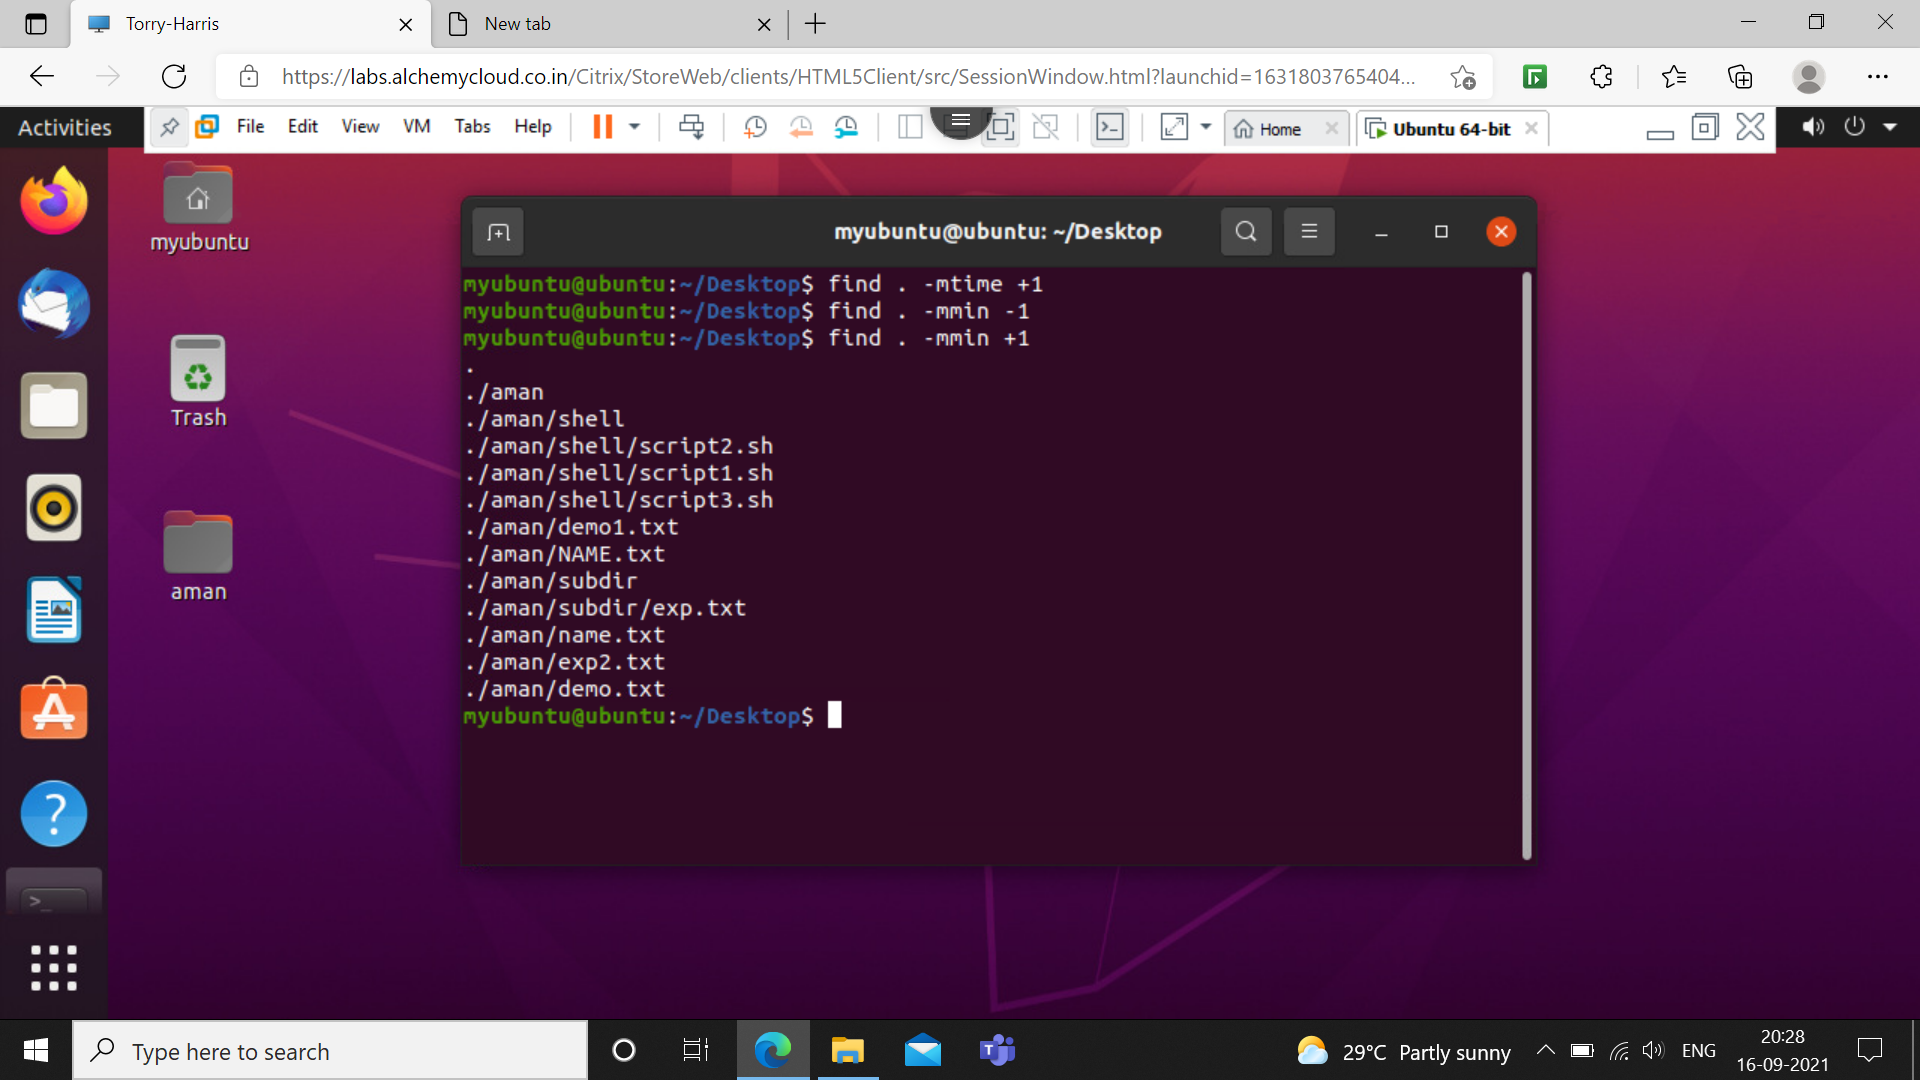 Torry-Harris
New tab
https://labs.alchemycloud.co.in/Citrix/StoreWeb/clients/HTML5Client/src/SessionWindow.html?launchid=1631803765404...
Activities
File Edit View VM Tabs Help
Home
Ubuntu 64-bit
myubuntu
Trash
aman
myubuntu@ubuntu: ~/Desktop
myubuntu@ubuntu:~/Desktop$ find . -mtime +1
myubuntu@ubuntu:~/Desktop$ find . -mmin -1
myubuntu@ubuntu:~/Desktop$ find . -mmin +1
.
./aman
./aman/shell
./aman/shell/script2.sh
./aman/shell/script1.sh
./aman/shell/script3.sh
./aman/demo1.txt
./aman/NAME.txt
./aman/subdir
./aman/subdir/exp.txt
./aman/name.txt
./aman/exp2.txt
./aman/demo.txt
myubuntu@ubuntu:~/Desktop$
Type here to search
29°C Partly sunny
ENG
20:28
16-09-2021